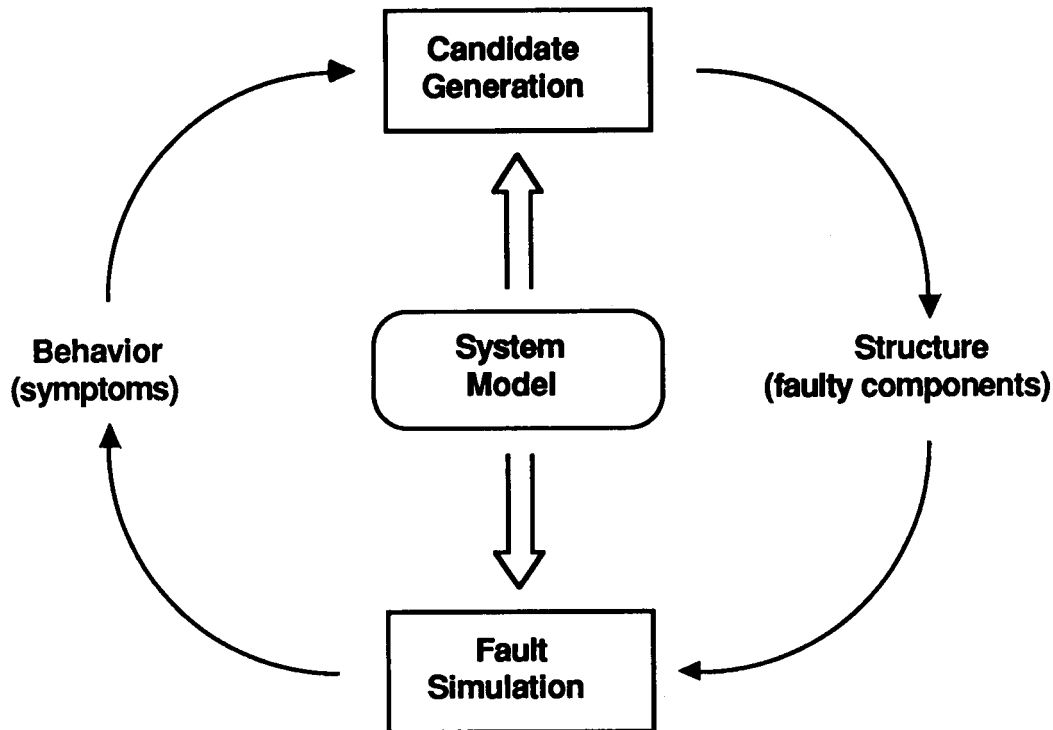 Candidate
Generation
Behavior
(symptoms)
System
Model
Structure
(faulty components)
Fault
Simulation